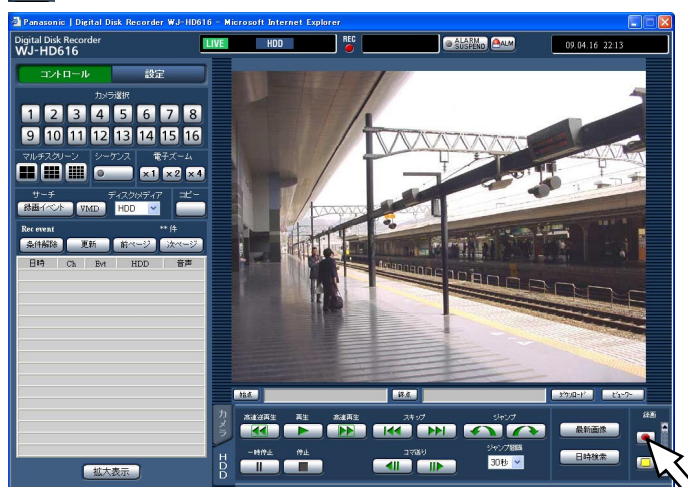 Panasonic | Digital Disk Recorder WJ-HD616 - Microsoft Internet Explorer
Digital Disk Recorder
WJ-HD616
LIVE HDD REC ALARM SUSPEND ALM 09.04.16 22:13
コントロール 設定
カメラ選択
1 2 3 4 5 6 7 8
9 10 11 12 13 14 15 16
マルチスクリーン シーケンス 電子ズーム
×1 ×2 ×4
サーチ ディスク/メディア コピー
録画イベント VMD HDD
Rec event ** 件
条件解除 更新 前ページ 次ページ
日時 Ch Evt HDD 音声
拡大表示
始点 終点 ダウンロード ビューワー
カメラ
HDD
高速逆再生 再生 高速再生 スキップ ジャンプ 録画
最新画像
一時停止 停止 コマ送り ジャンプ間隔
30秒 日時検索